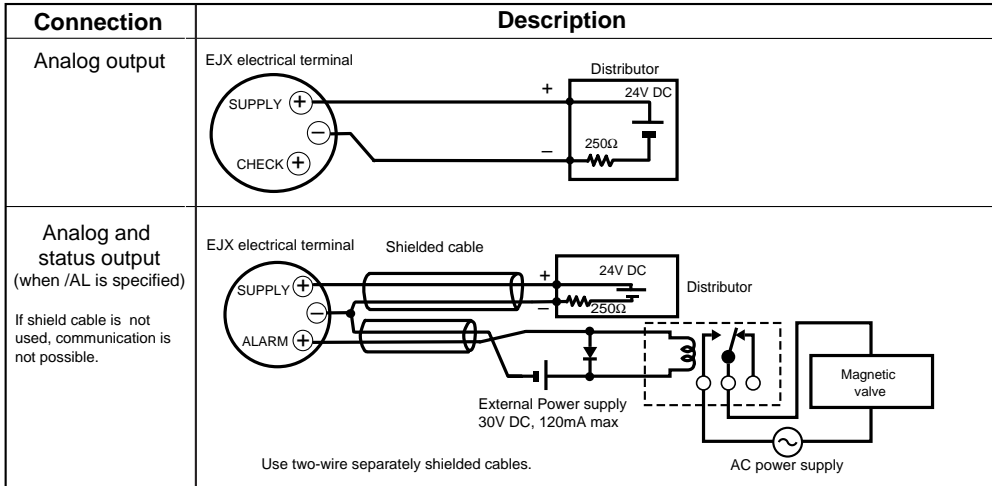 Connection
Description
Analog output
EJX electrical terminal
SUPPLY +
−
CHECK +
Distributor
+
24V DC
250Ω
−
Analog and
status output
(when /AL is specified)
If shield cable is not
used, communication is
not possible.
EJX electrical terminal
Shielded cable
SUPPLY +
−
ALARM +
+
24V DC
Distributor
−
250Ω
External Power supply
30V DC, 120mA max
Magnetic
valve
AC power supply
Use two-wire separately shielded cables.